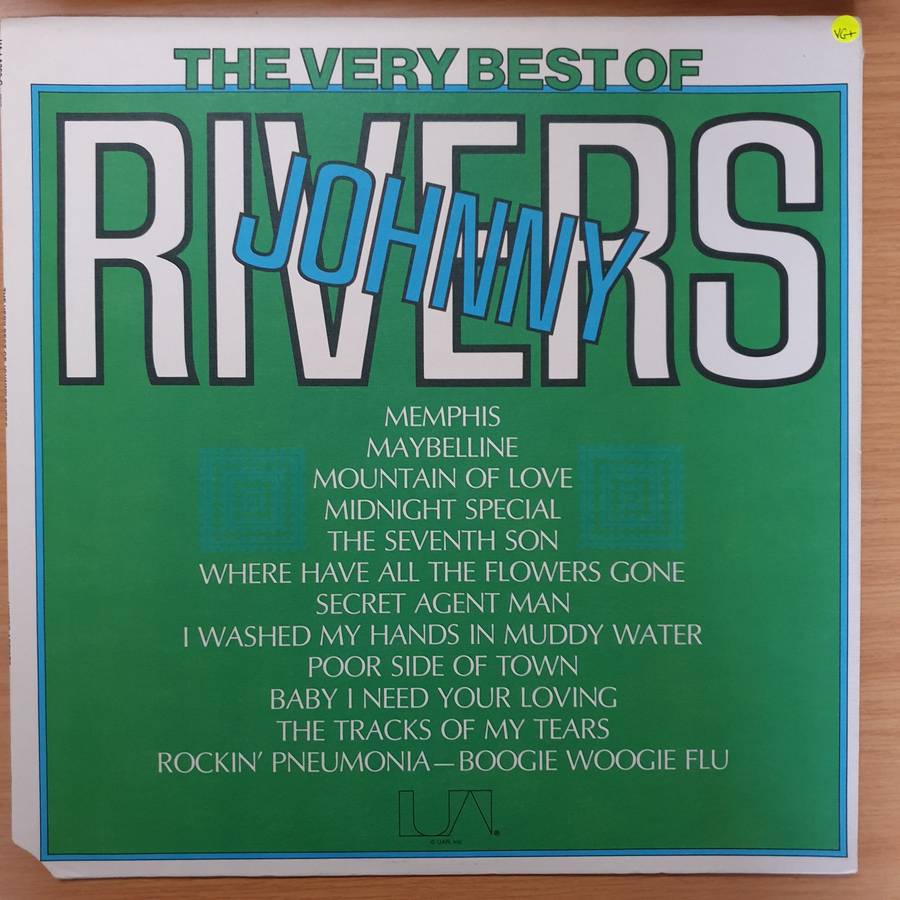 VG+
THE VERY BEST OF
RIVERS
JOHNNY
MEMPHIS
MAYBELLINE
MOUNTAIN OF LOVE
MIDNIGHT SPECIAL
THE SEVENTH SON
WHERE HAVE ALL THE FLOWERS GONE
SECRET AGENT MAN
I WASHED MY HANDS IN MUDDY WATER
POOR SIDE OF TOWN
BABY I NEED YOUR LOVING
THE TRACKS OF MY TEARS
ROCKIN' PNEUMONIA—BOOGIE WOOGIE FLU
UA®